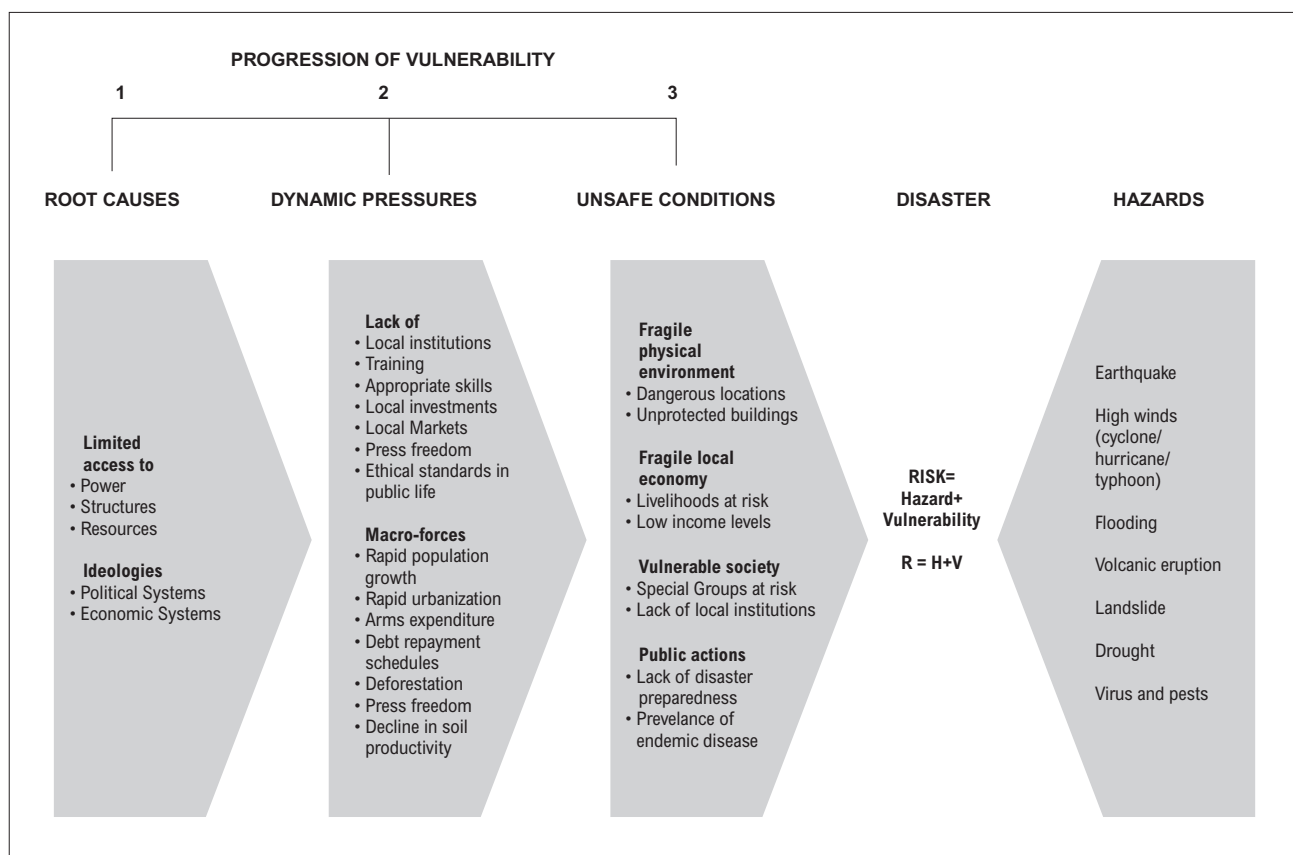 PROGRESSION OF VULNERABILITY
1 2 3
ROOT CAUSES
DYNAMIC PRESSURES
UNSAFE CONDITIONS
DISASTER
HAZARDS
Limited
access to
• Power
• Structures
• Resources
Ideologies
• Political Systems
• Economic Systems
Lack of
• Local institutions
• Training
• Appropriate skills
• Local investments
• Local Markets
• Press freedom
• Ethical standards in
public life
Macro-forces
• Rapid population
growth
• Rapid urbanization
• Arms expenditure
• Debt repayment
schedules
• Deforestation
• Press freedom
• Decline in soil
productivity
Fragile
physical
environment
• Dangerous locations
• Unprotected buildings
Fragile local
economy
• Livelihoods at risk
• Low income levels
Vulnerable society
• Special Groups at risk
• Lack of local institutions
Public actions
• Lack of disaster
preparedness
• Prevelance of
endemic disease
RISK=
Hazard+
Vulnerability
R = H+V
Earthquake
High winds
(cyclone/
hurricane/
typhoon)
Flooding
Volcanic eruption
Landslide
Drought
Virus and pests